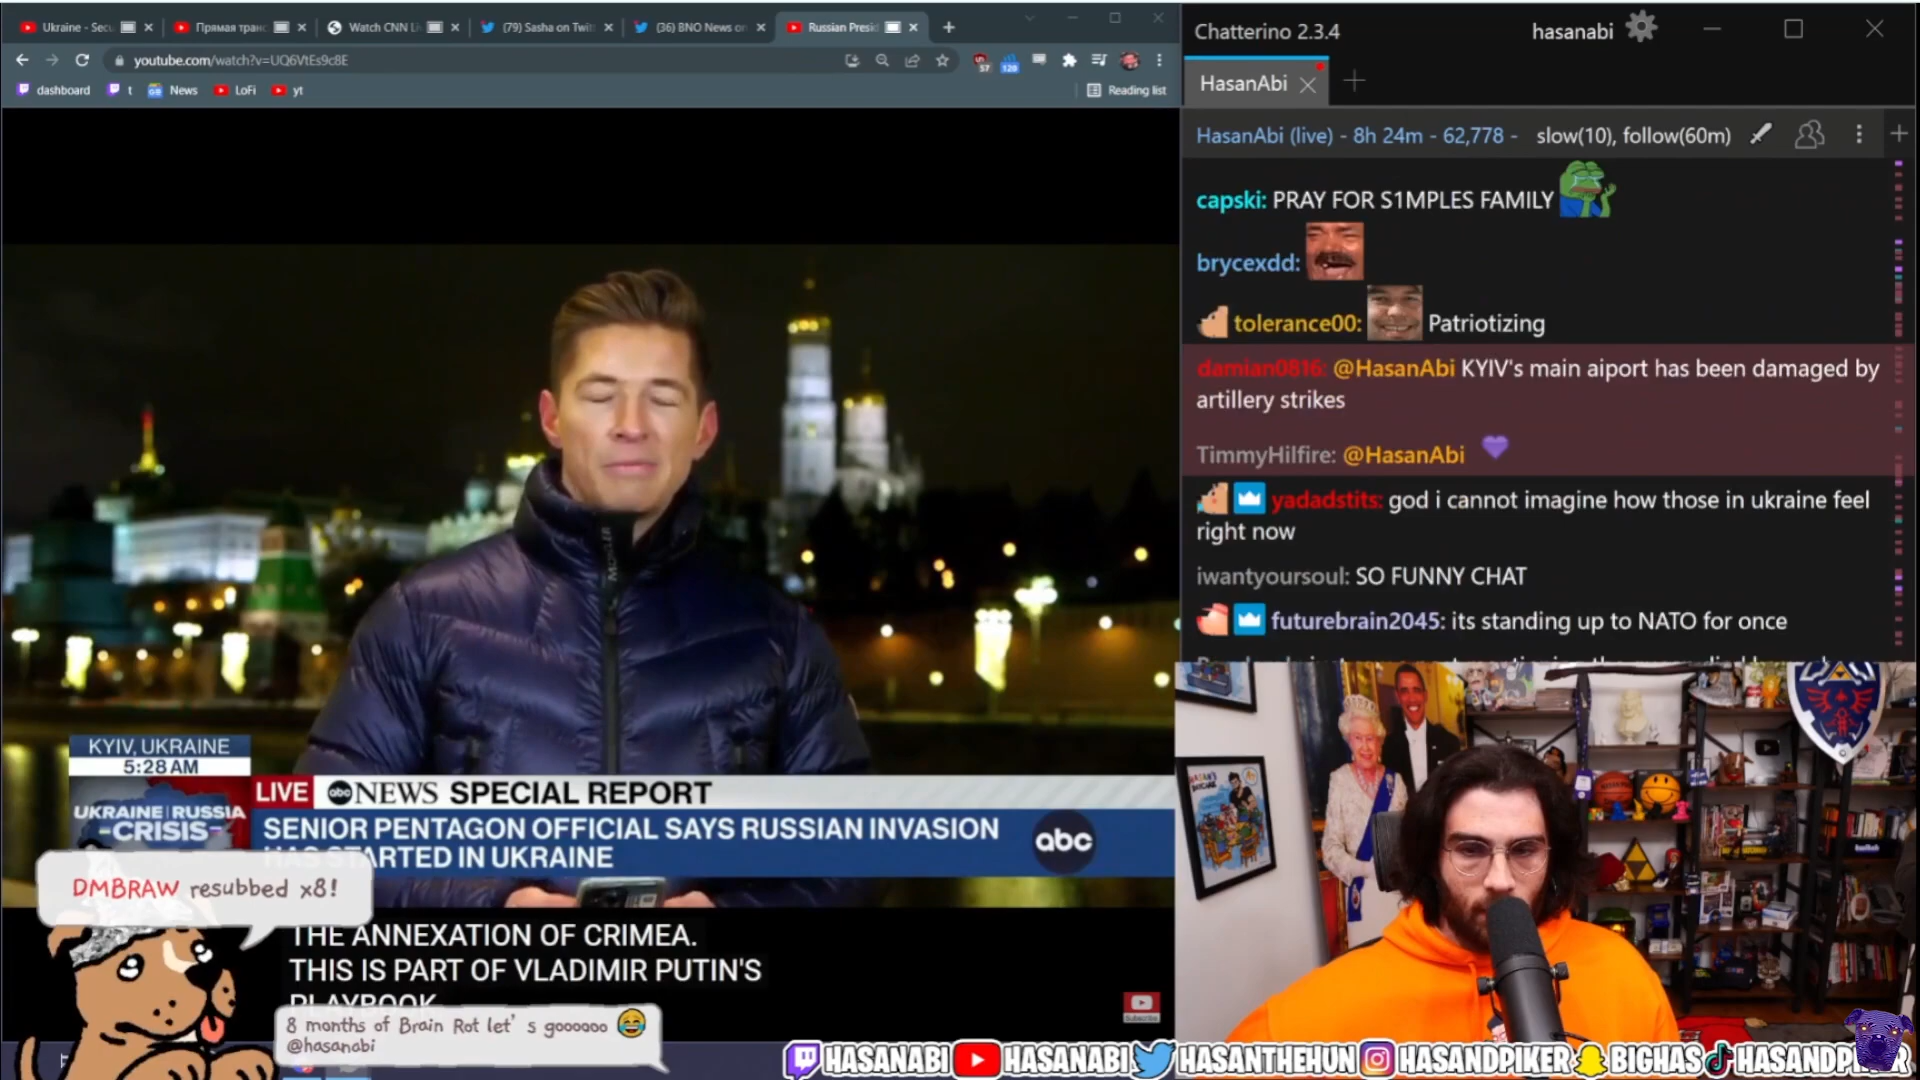 Ukraine - Secu
Прямая транс
Watch CNN Li
(79) Sasha on Twit
(36) BNO News on
Russian Presid
youtube.com/watch?v=UQ6VtEs9c8E
57
120
dashboard
t
News
LoFi
yt
Reading list
Chatterino 2.3.4
hasanabi
HasanAbi
HasanAbi (live) - 8h 24m - 62,778 - slow(10), follow(60m)
capski: PRAY FOR S1MPLES FAMILY
brycexdd:
tolerance00: Patriotizing
damian0816: @HasanAbi KYIV's main aiport has been damaged by
artillery strikes
TimmyHilfire: @HasanAbi
yadadstits: god i cannot imagine how those in ukraine feel
right now
iwantyoursoul: SO FUNNY CHAT
futurebrain2045: its standing up to NATO for once
KYIV, UKRAINE
5:28 AM
UKRAINE|RUSSIA
-CRISIS-
LIVE abc NEWS SPECIAL REPORT
SENIOR PENTAGON OFFICIAL SAYS RUSSIAN INVASION
HAS STARTED IN UKRAINE
abc
DMBRAW resubbed x8!
THE ANNEXATION OF CRIMEA.
THIS IS PART OF VLADIMIR PUTIN'S
PLAYBOOK
8 months of Brain Rot let's goooooo
@hasanabi
Subscribe
HASANABI HASANABI HASANTHEHUN HASANDPIKER BIGHAS HASANDPIKER